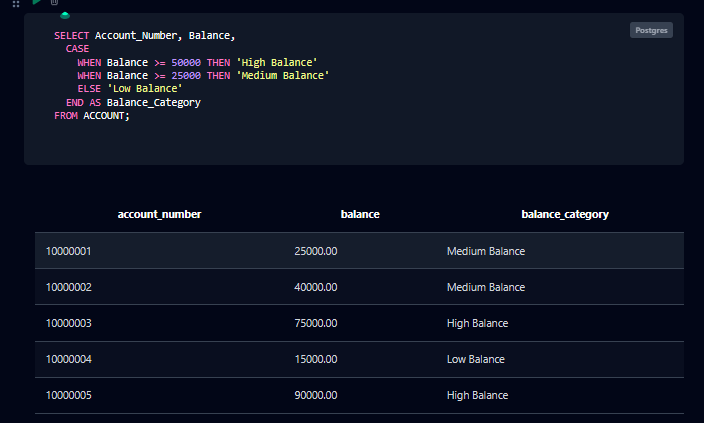 Postgres
SELECT Account_Number, Balance,
CASE
WHEN Balance >= 50000 THEN 'High Balance'
WHEN Balance >= 25000 THEN 'Medium Balance'
ELSE 'Low Balance'
END AS Balance_Category
FROM ACCOUNT;
account_number balance balance_category
10000001 25000.00 Medium Balance
10000002 40000.00 Medium Balance
10000003 75000.00 High Balance
10000004 15000.00 Low Balance
10000005 90000.00 High Balance